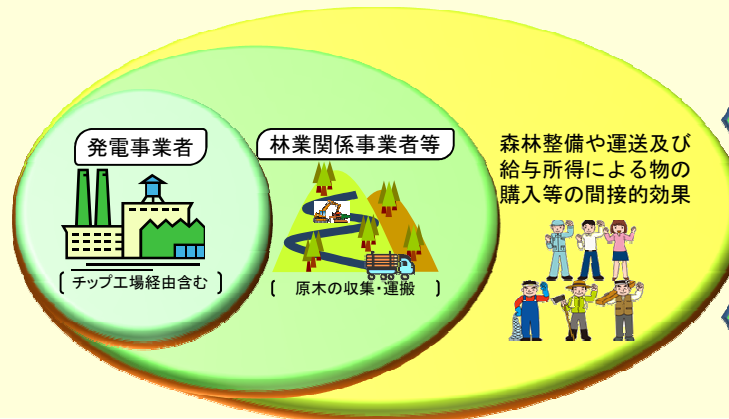 発電事業者
〔 チップ工場経由含む 〕
林業関係事業者等
〔 原木の収集・運搬 〕
森林整備や運送及び
給与所得による物の
購入等の間接的効果